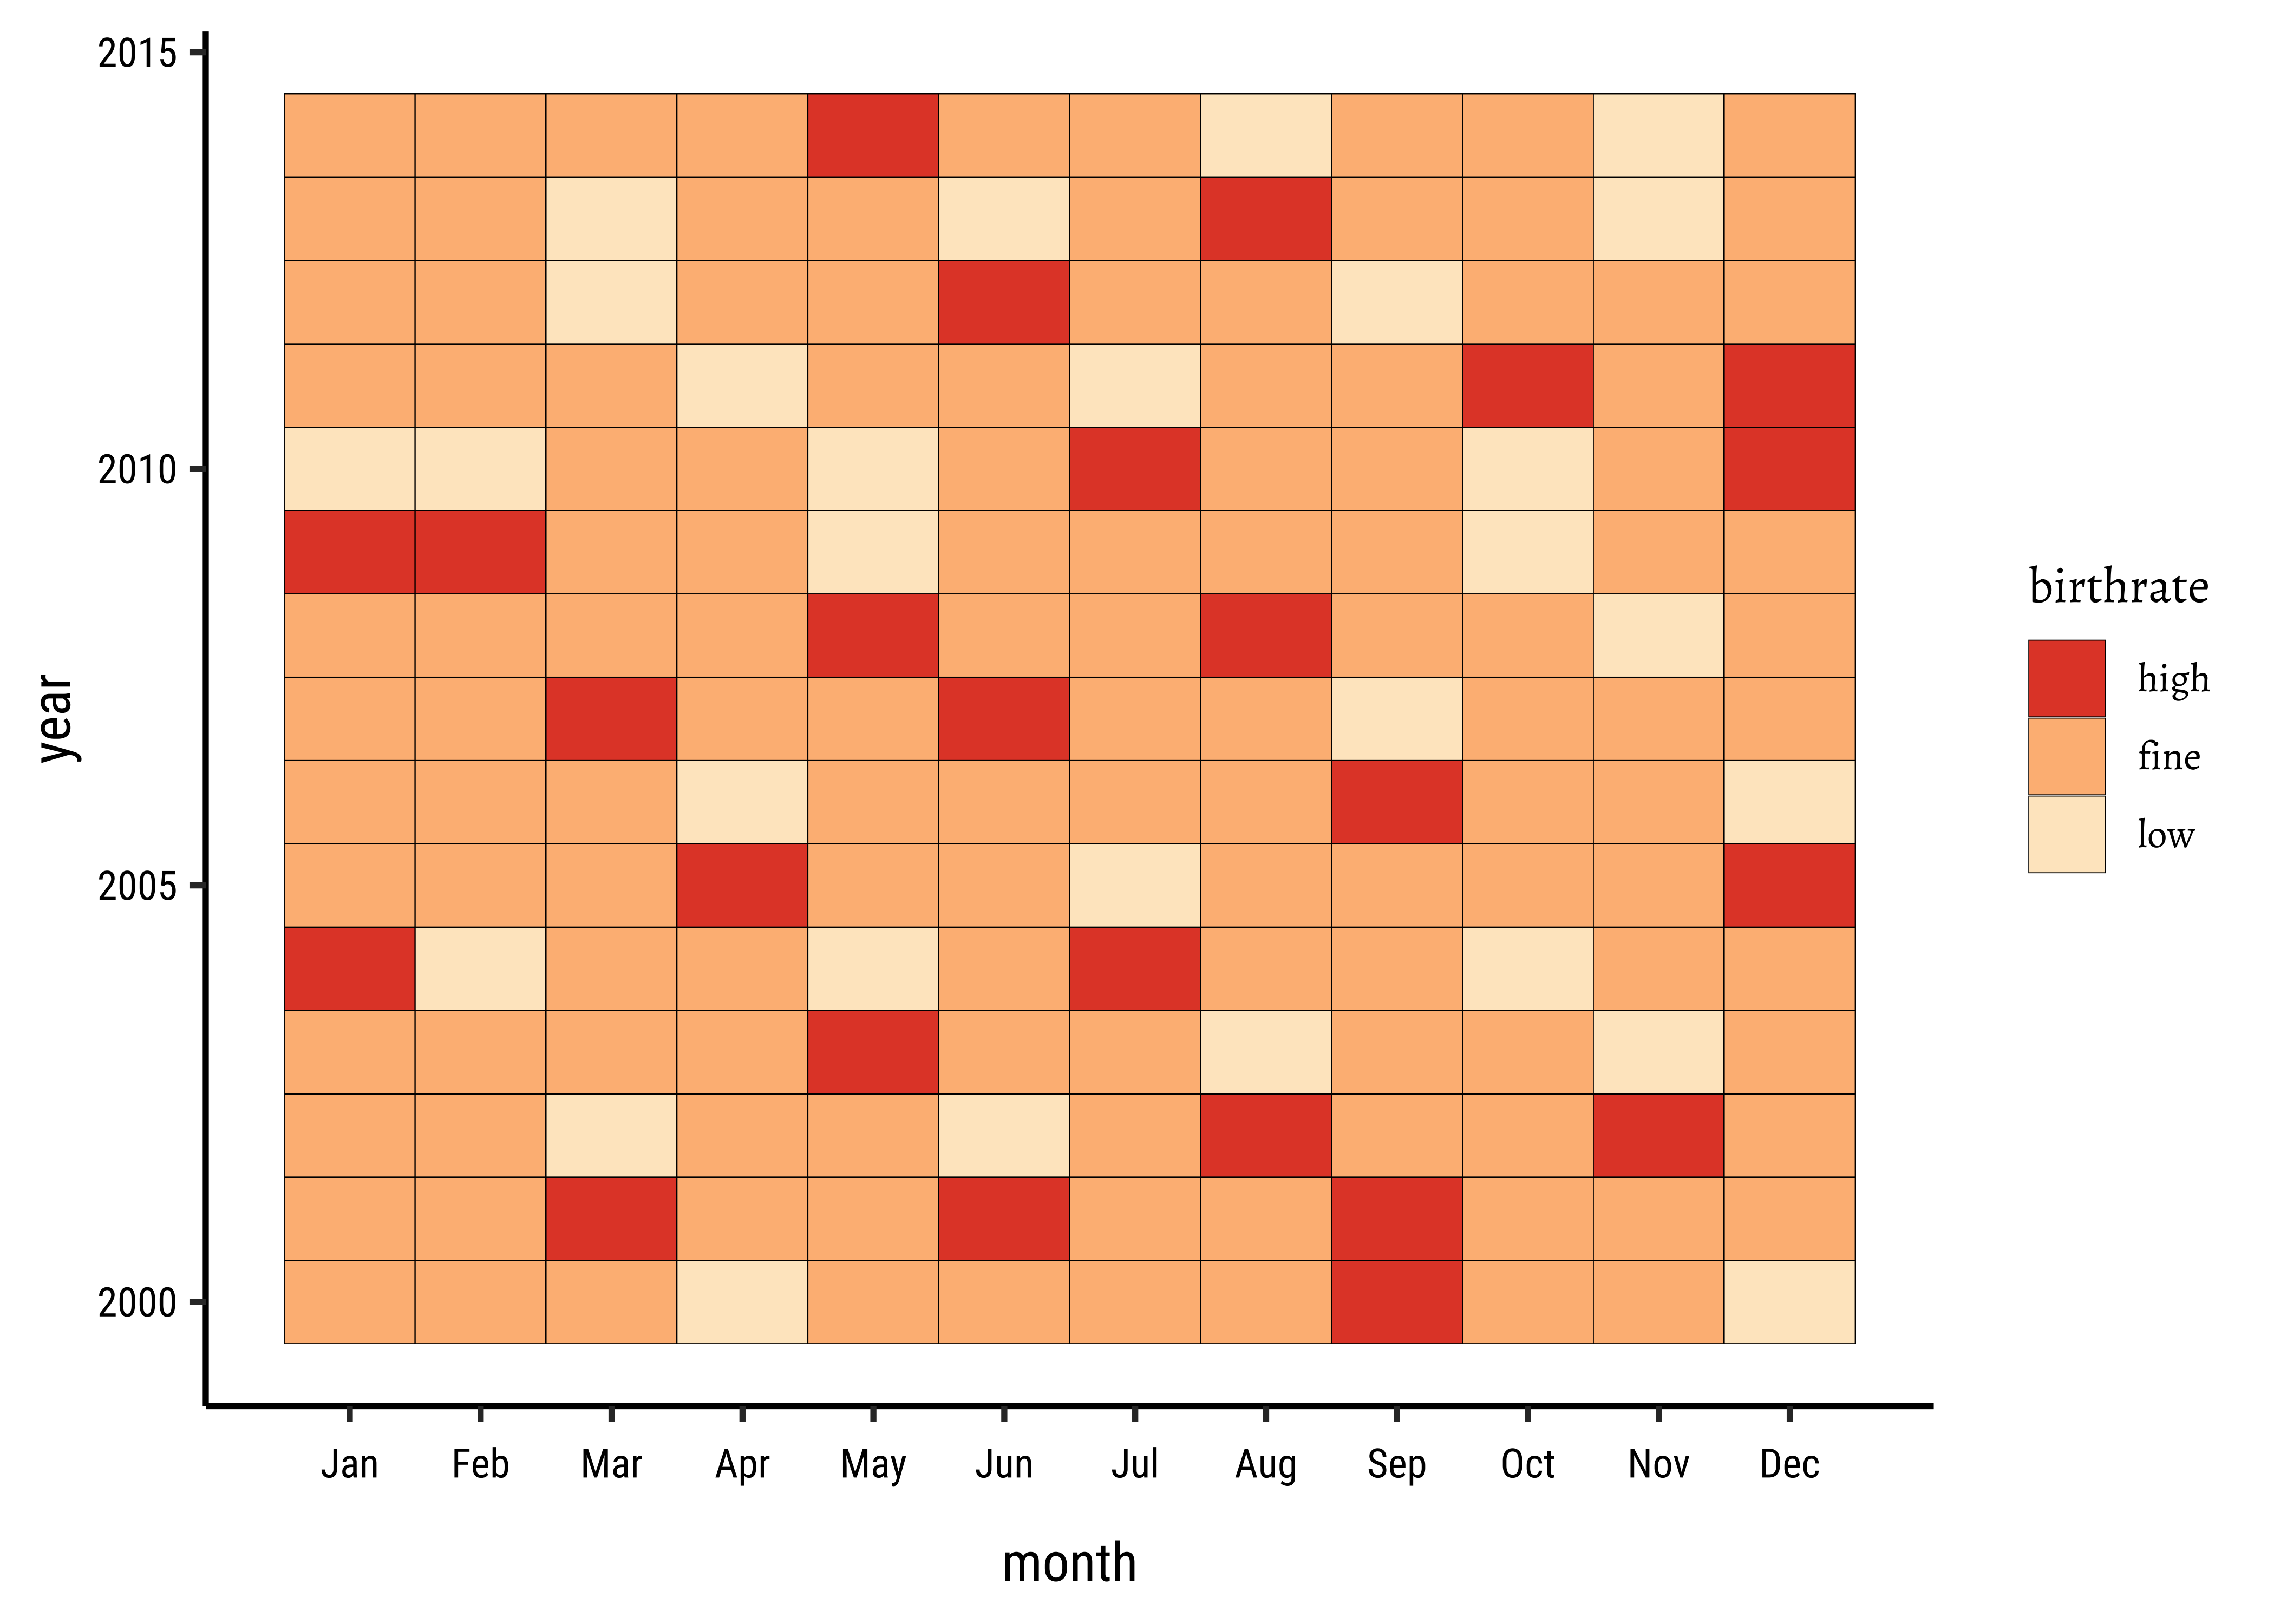 2015
2010
2005
2000
year
Jan Feb Mar Apr May Jun Jul Aug Sep Oct Nov Dec
month
birthrate
high
fine
low